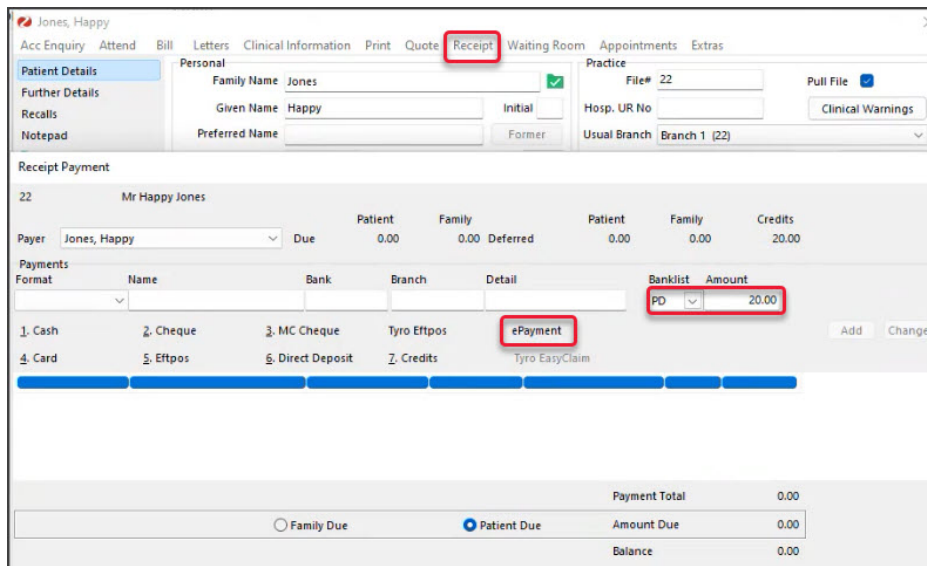 Jones, Happy
Acc Enquiry Attend Bill Letters Clinical Information Print Quote Receipt Waiting Room Appointments Extras
Patient Details
Further Details
Recalls
Notepad
Personal
Family Name Jones
Given Name Happy Initial
Preferred Name Former
Practice
File# 22 Pull File
Hosp. UR No Clinical Warnings
Usual Branch Branch 1 (22)
Receipt Payment
22 Mr Happy Jones
Patient Family Patient Family Credits
Payer Jones, Happy Due 0.00 0.00 Deferred 0.00 0.00 20.00
Payments
Format Name Bank Branch Detail Banklist Amount
PD 20.00
1. Cash 2. Cheque 3. MC Cheque Tyro Eftpos ePayment Add Change
4. Card 5. Eftpos 6. Direct Deposit 7. Credits Tyro EasyClaim
Payment Total 0.00
Family Due Patient Due Amount Due 0.00
Balance 0.00